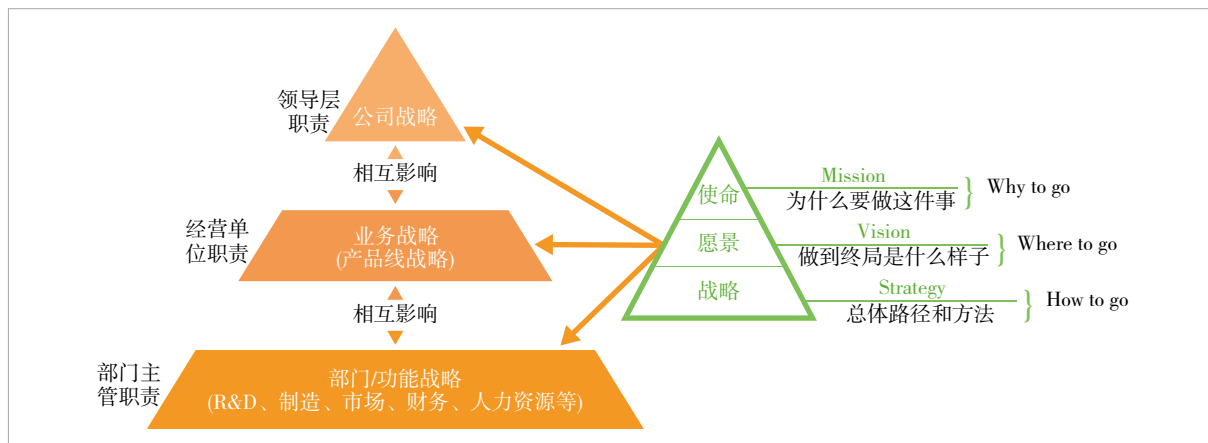 领导层
职责
公司战略
相互影响
经营单
位职责
业务战略
(产品线战略)
相互影响
部门主
管职责
部门/功能战略
(R&D、制造、市场、财务、人力资源等)
使命
愿景
战略
Mission
为什么要做这件事
Why to go
Vision
做到终局是什么样子
Where to go
Strategy
总体路径和方法
How to go